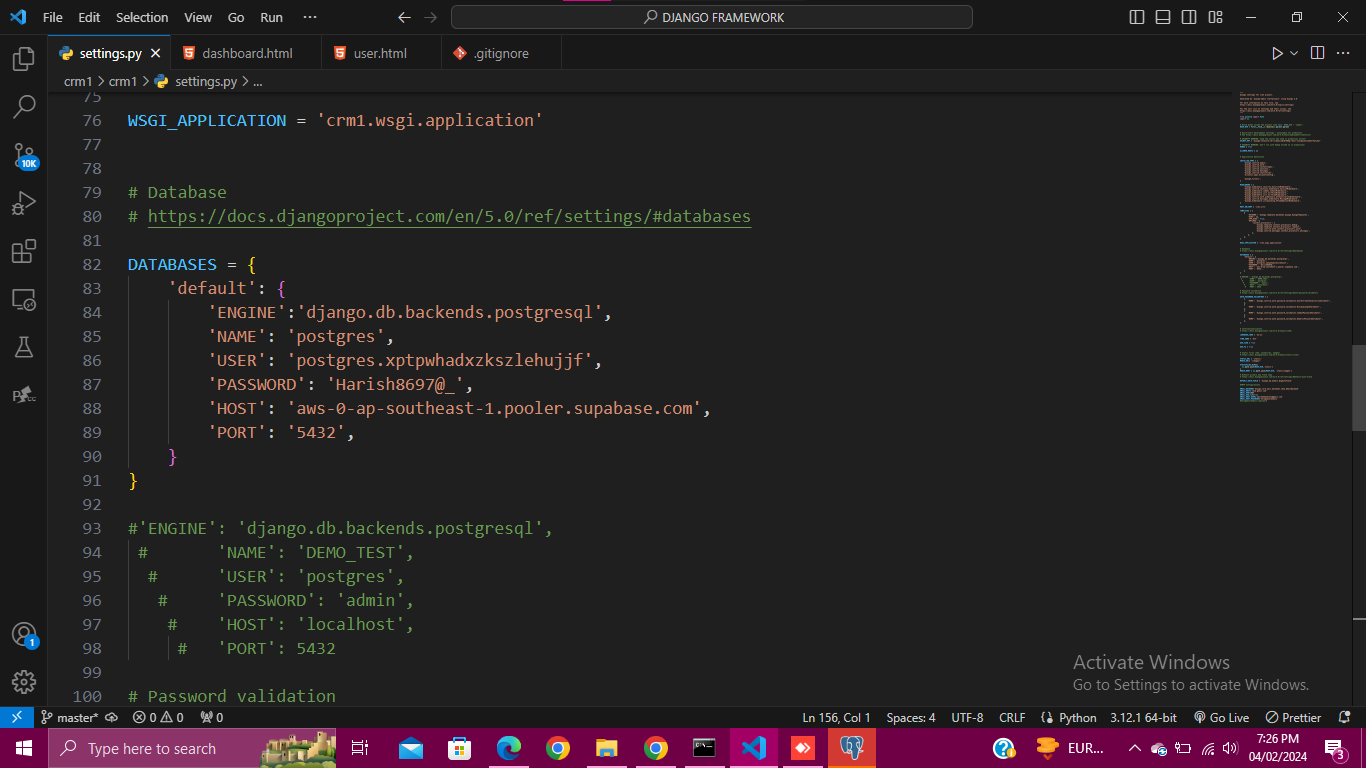 File Edit Selection View Go Run ··· DJANGO FRAMEWORK
settings.py dashboard.html user.html .gitignore
crm1 > crm1 > settings.py > ...
75
76 WSGI_APPLICATION = 'crm1.wsgi.application'
77
78
79 # Database
80 # https://docs.djangoproject.com/en/5.0/ref/settings/#databases
81
82 DATABASES = {
83 'default': {
84 'ENGINE':'django.db.backends.postgresql',
85 'NAME': 'postgres',
86 'USER': 'postgres.xptpwhadxzkszlehujjf',
87 'PASSWORD': 'Harish8697@_',
88 'HOST': 'aws-0-ap-southeast-1.pooler.supabase.com',
89 'PORT': '5432',
90 }
91 }
92
93 #'ENGINE': 'django.db.backends.postgresql',
94 # 'NAME': 'DEMO_TEST',
95 # 'USER': 'postgres',
96 # 'PASSWORD': 'admin',
97 # 'HOST': 'localhost',
98 # 'PORT': 5432
99
100 # Password validation
10K
1
Activate Windows
Go to Settings to activate Windows.
master* 0 0 0 Ln 156, Col 1 Spaces: 4 UTF-8 CRLF Python 3.12.1 64-bit Go Live Prettier
Type here to search EUR... 7:26 PM
04/02/2024 3